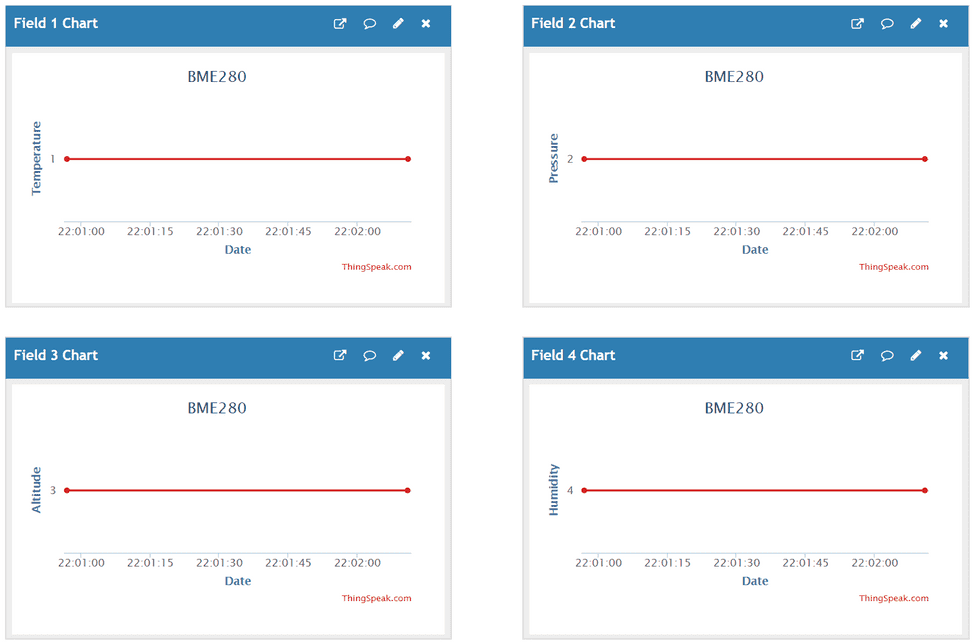 Field 1 Chart
BME280
Temperature
1
22:01:00 22:01:15 22:01:30 22:01:45 22:02:00
Date
ThingSpeak.com
Field 2 Chart
BME280
Pressure
2
22:01:00 22:01:15 22:01:30 22:01:45 22:02:00
Date
ThingSpeak.com
Field 3 Chart
BME280
Altitude
3
22:01:00 22:01:15 22:01:30 22:01:45 22:02:00
Date
ThingSpeak.com
Field 4 Chart
BME280
Humidity
4
22:01:00 22:01:15 22:01:30 22:01:45 22:02:00
Date
ThingSpeak.com